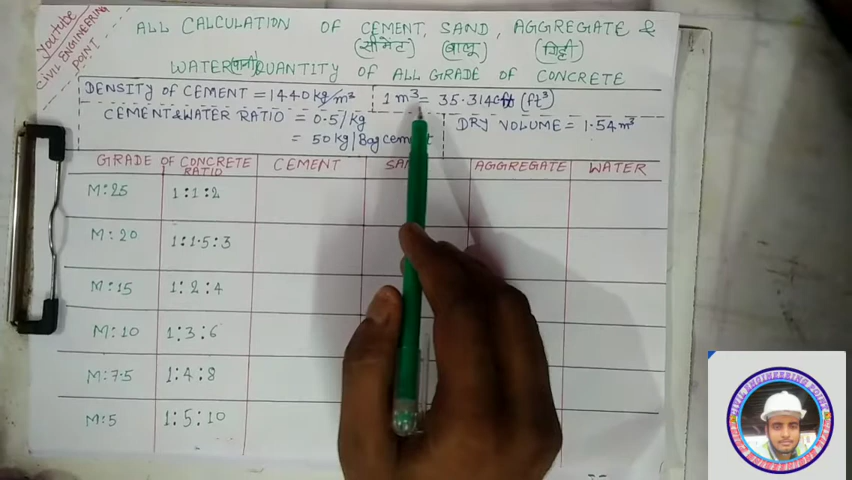 Youtube
CIVIL ENGINEERING
POINT
ALL CALCULATION OF CEMENT, SAND, AGGREGATE &
(सीमेंट) (बालू) (गिट्टी)
WATER(पानी) QUANTITY OF ALL GRADE OF CONCRETE
DENSITY OF CEMENT = 1440 kg/m³
1 m³ = 35.314 cft (ft³)
CEMENT & WATER RATIO = 0.5/kg
= 50 kg/Bag cement
DRY VOLUME = 1.54 m³
GRADE OF CONCRETE CEMENT AGGREGATE WATER
RATIO
M:25 1:1:2
M:20 1:1.5:3
M:15 1:2:4
M:10 1:3:6
M:7.5 1:4:8
M:5 1:5:10
CIVIL ENGINEERING POINT